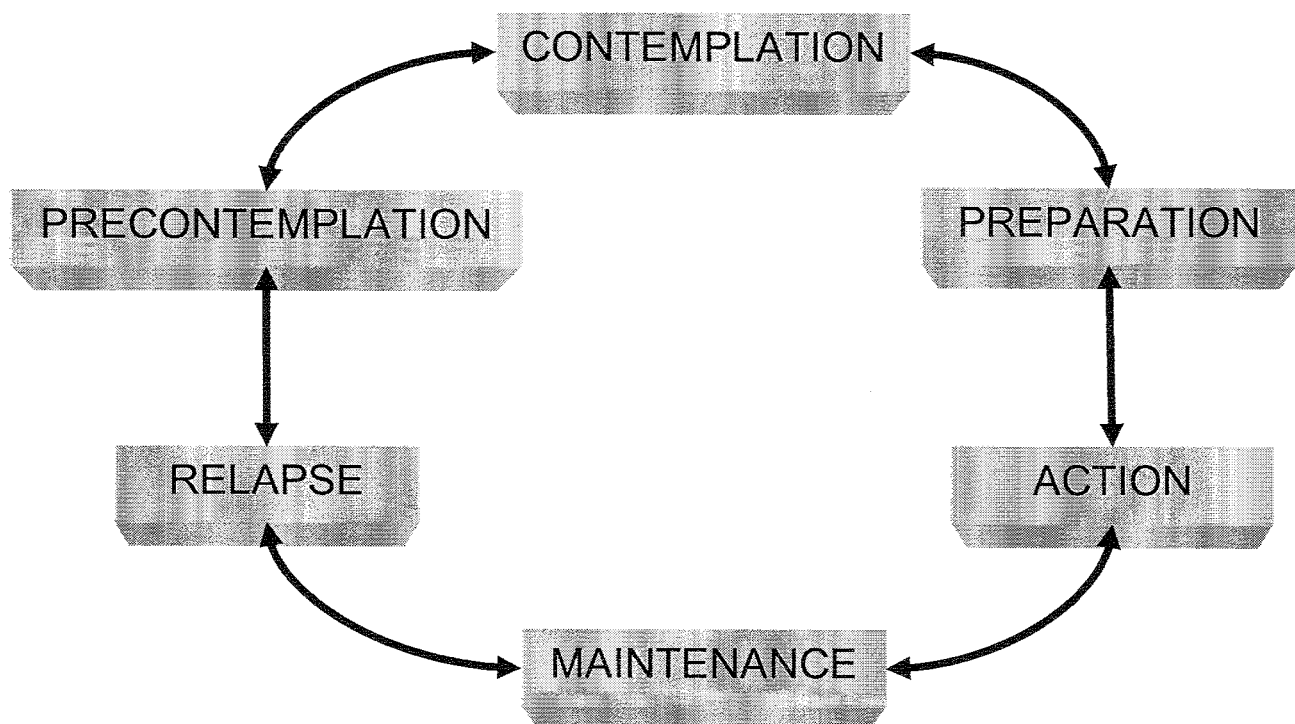 CONTEMPLATION
PRECONTEMPLATION
PREPARATION
RELAPSE
ACTION
MAINTENANCE